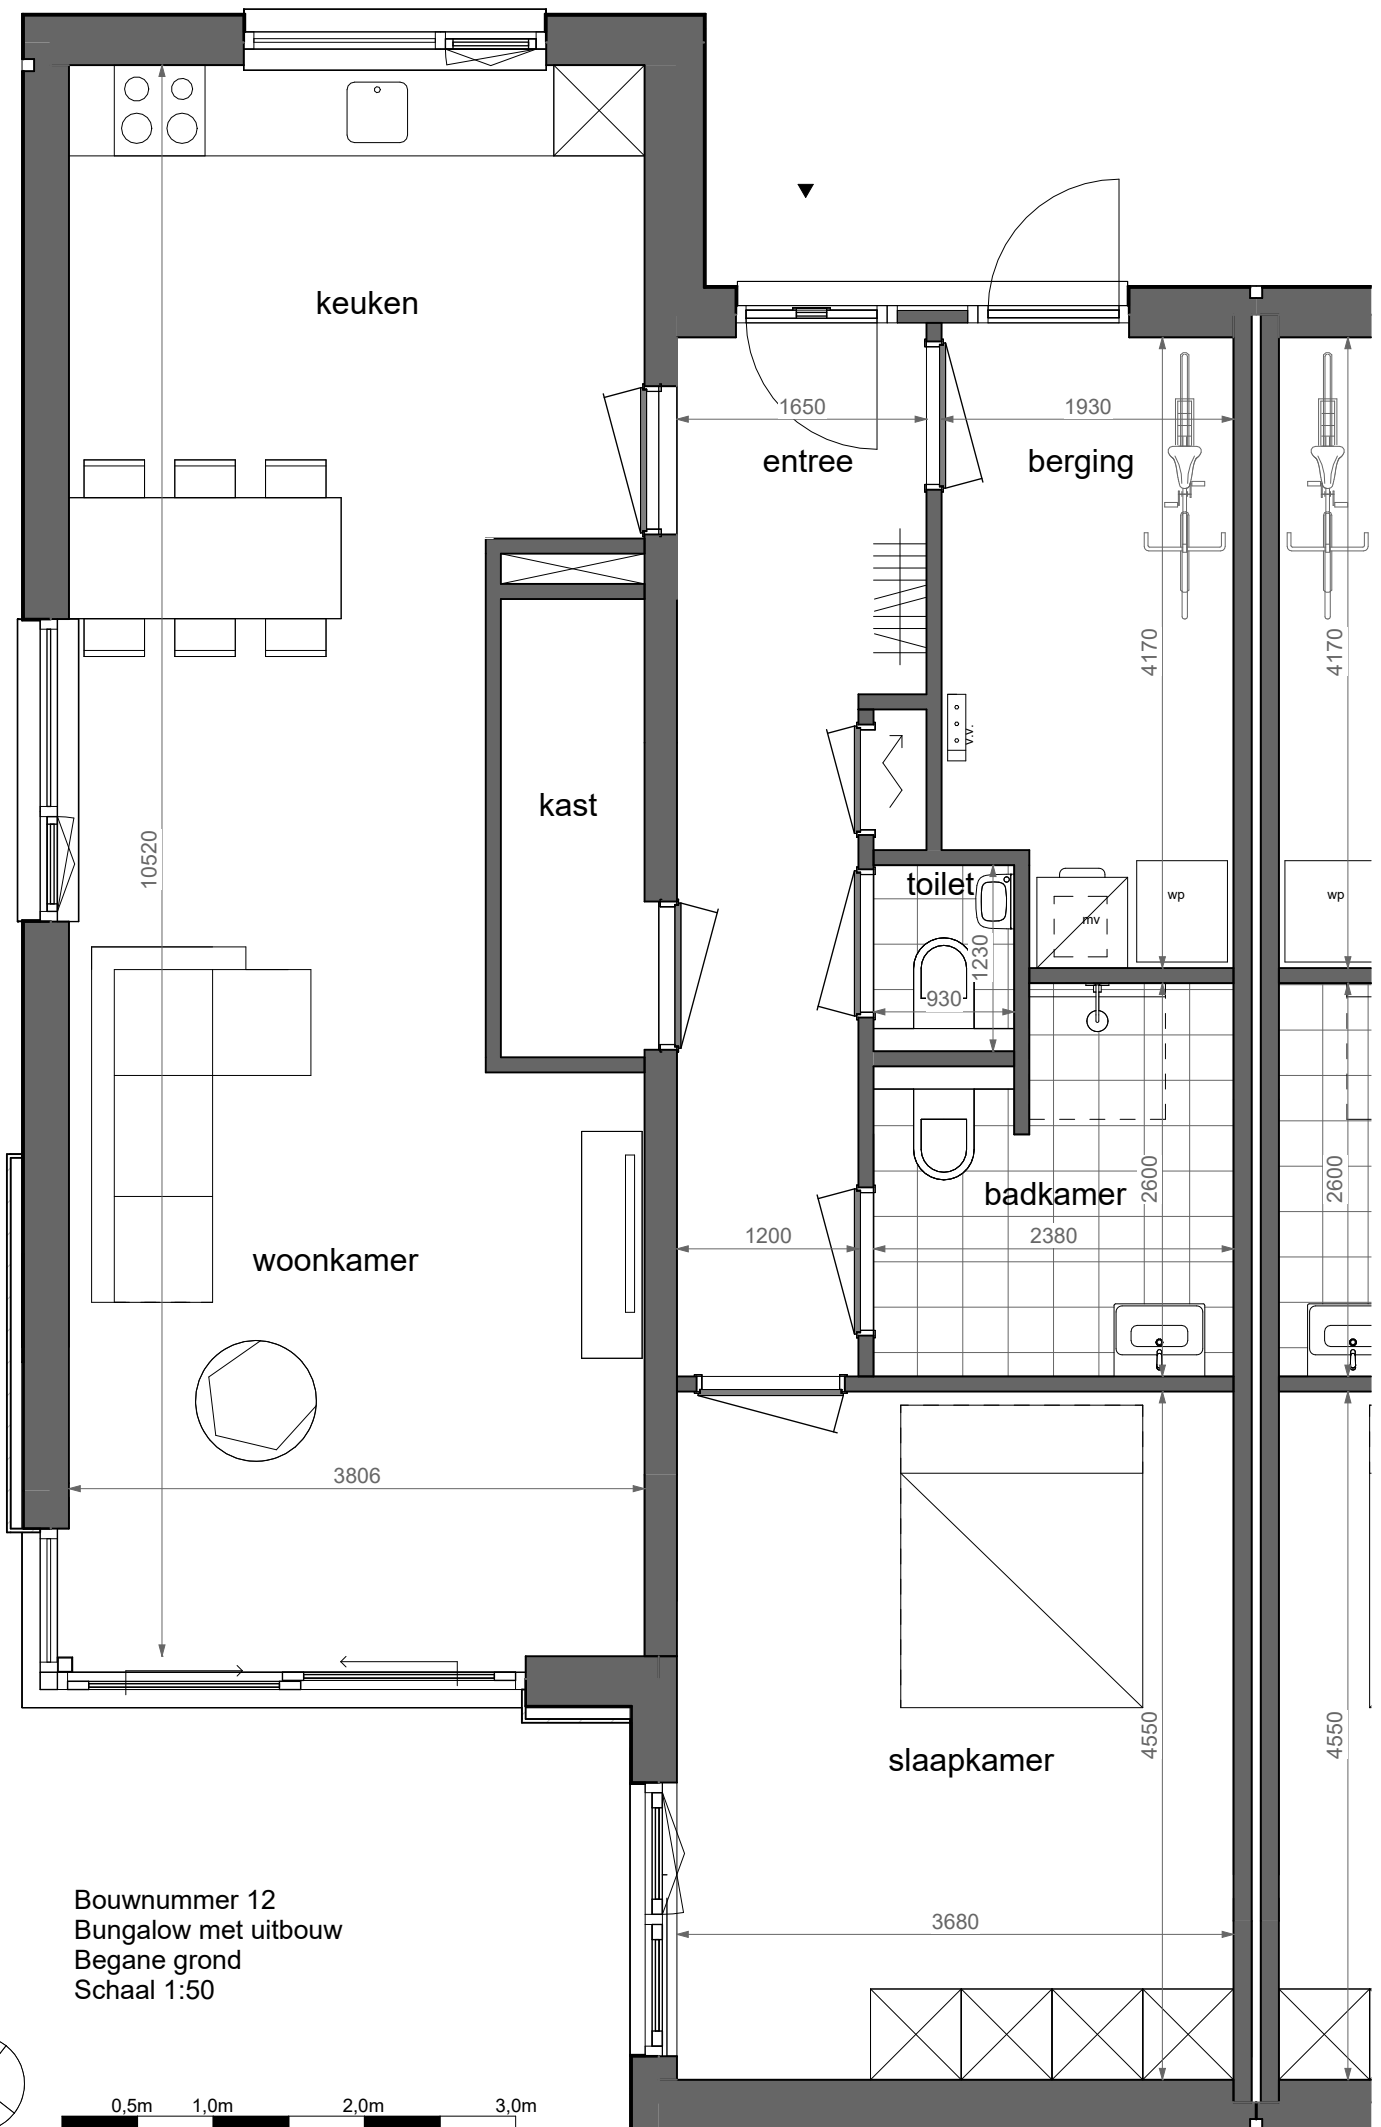 keuken
1650
1930
entree
berging
4170
4170
v.v.
kast
10520
toilet
wp
wp
mv
1230
930
badkamer
2600
2600
1200
2380
woonkamer
3806
4550
4550
slaapkamer
3680
Bouwnummer 12
Bungalow met uitbouw
Begane grond
Schaal 1:50
0,5m 1,0m 2,0m 3,0m